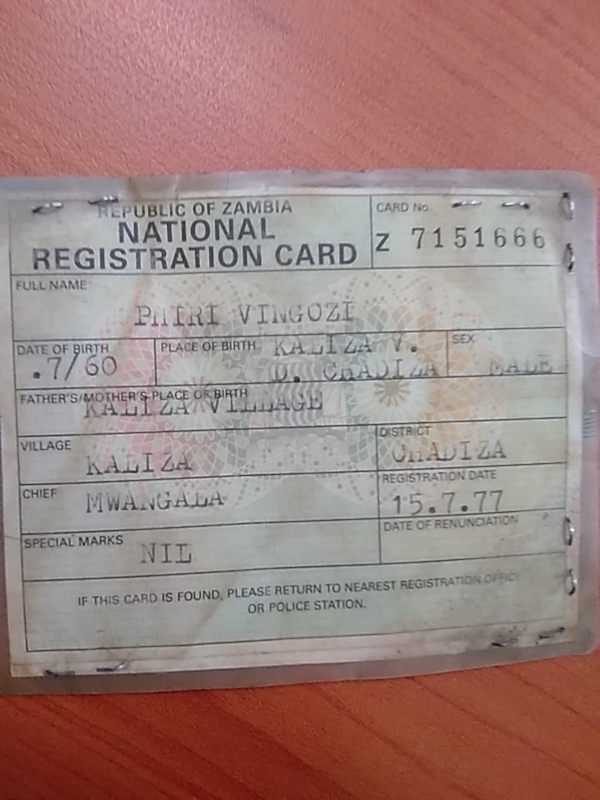 REPUBLIC OF ZAMBIA
NATIONAL
REGISTRATION CARD
CARD No.
Z 7151666
FULL NAME
PHIRI VINGOZI
DATE OF BIRTH
.7/60
PLACE OF BIRTH
KALIZA V.
D. CHADIZA
SEX
MALE
FATHER'S/MOTHER'S PLACE OF BIRTH
KALIZA VILLAGE
VILLAGE
KALIZA
DISTRICT
CHADIZA
CHIEF
MWANGALA
REGISTRATION DATE
15.7.77
SPECIAL MARKS
NIL
DATE OF RENUNCIATION
IF THIS CARD IS FOUND, PLEASE RETURN TO NEAREST REGISTRATION OFFICE
OR POLICE STATION.